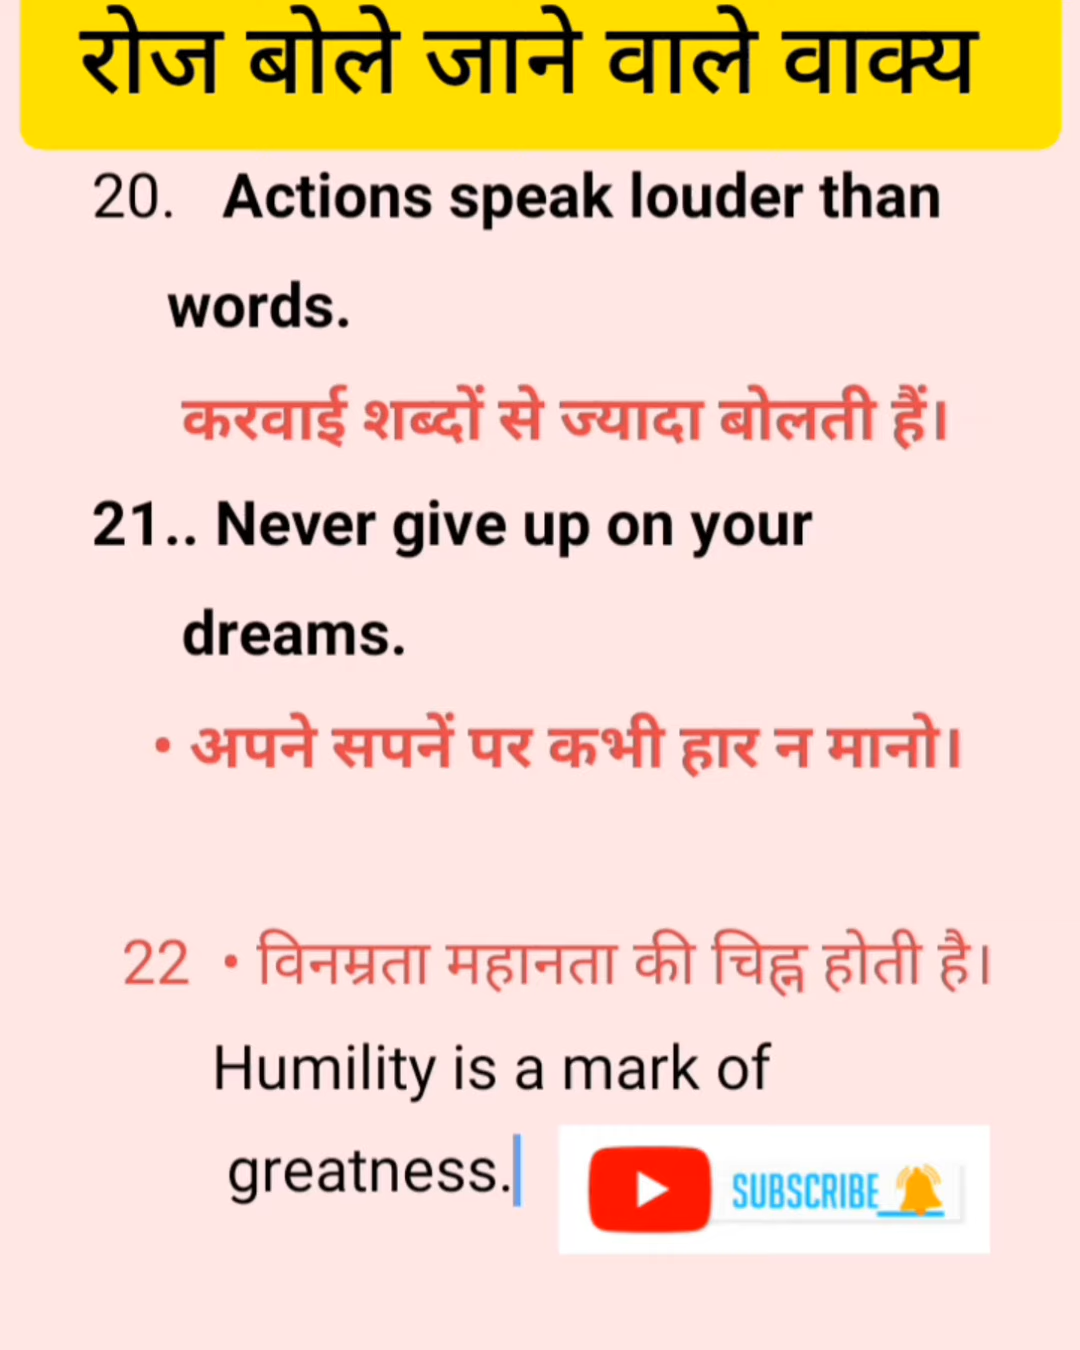 रोज बोले जाने वाले वाक्य
20. Actions speak louder than
words.
करवाई शब्दों से ज्यादा बोलती हैं।
21.. Never give up on your
dreams.
• अपने सपनें पर कभी हार न मानो।
22 • विनम्रता महानता की चिह्न होती है।
Humility is a mark of
greatness.
SUBSCRIBE